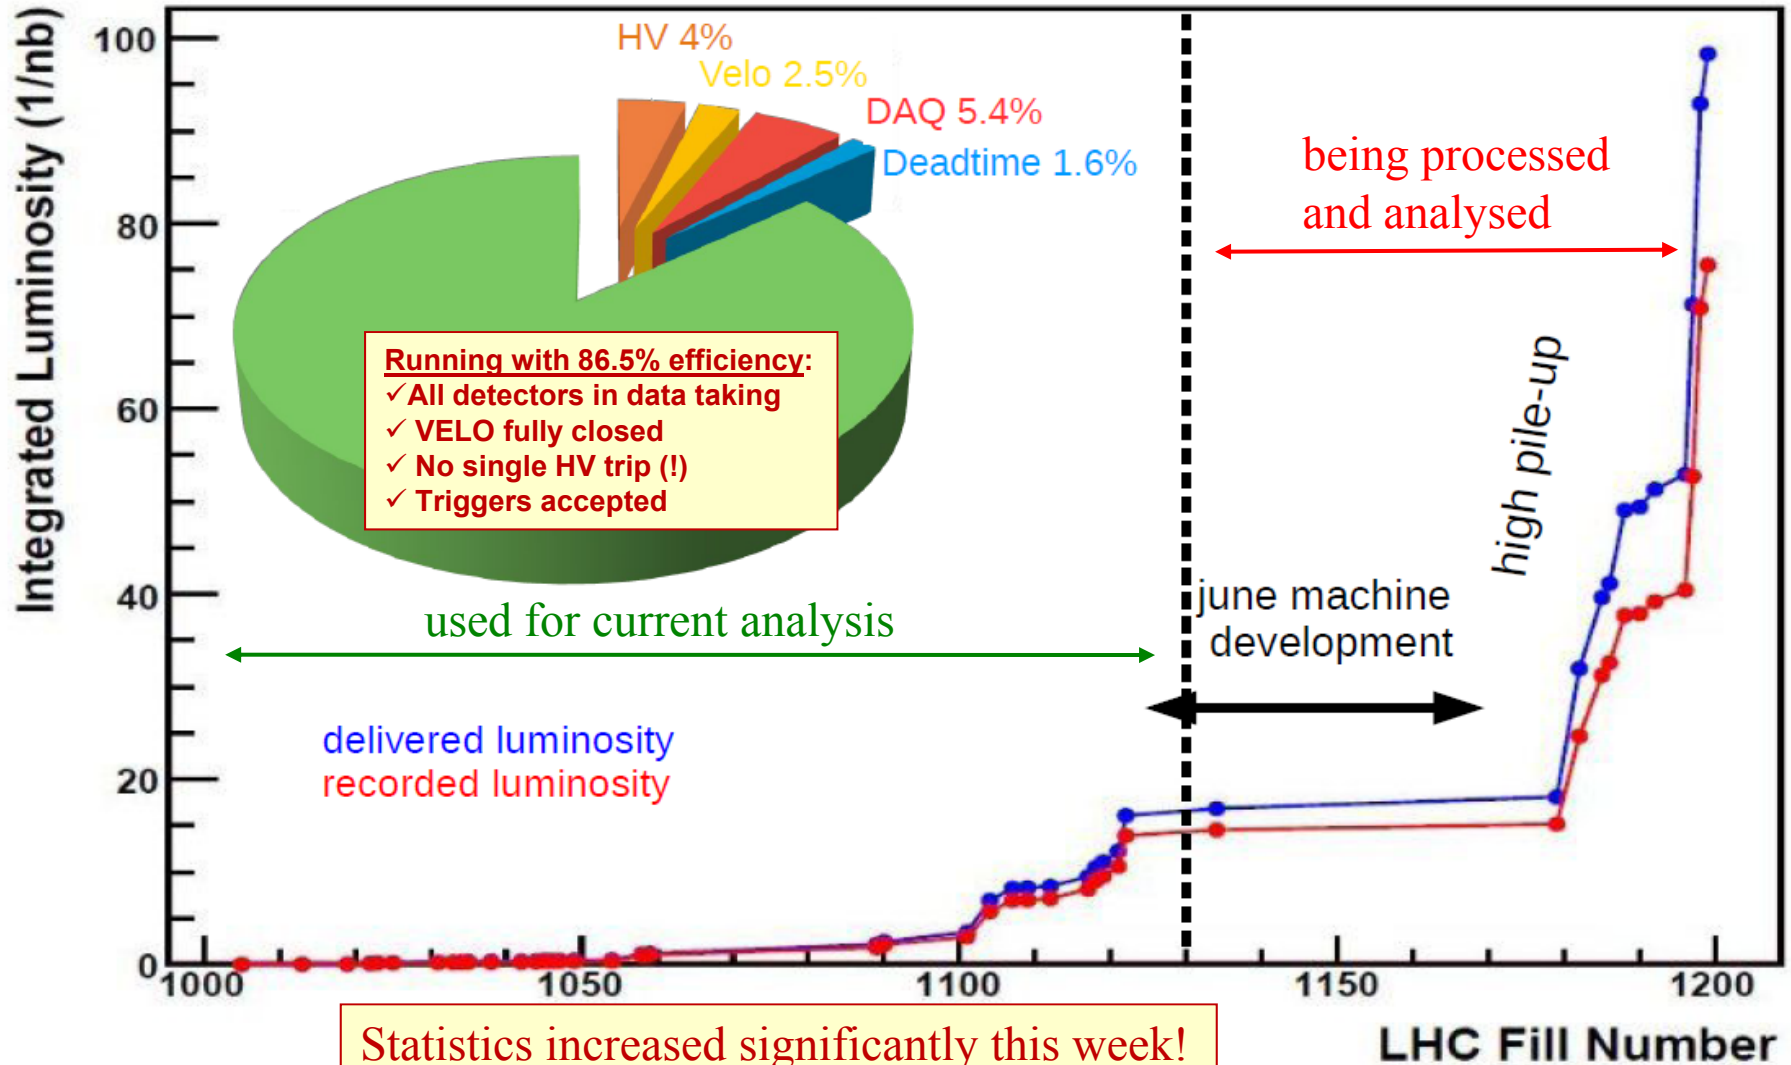 Integrated Luminosity (1/nb)
100
80
60
40
20
0
HV 4%
Velo 2.5%
DAQ 5.4%
Deadtime 1.6%
being processed
and analysed
Running with 86.5% efficiency:
✓All detectors in data taking
✓ VELO fully closed
✓ No single HV trip (!)
✓ Triggers accepted
high pile-up
used for current analysis
june machine
development
delivered luminosity
recorded luminosity
1000
1050
1100
1150
1200
Statistics increased significantly this week!
LHC Fill Number